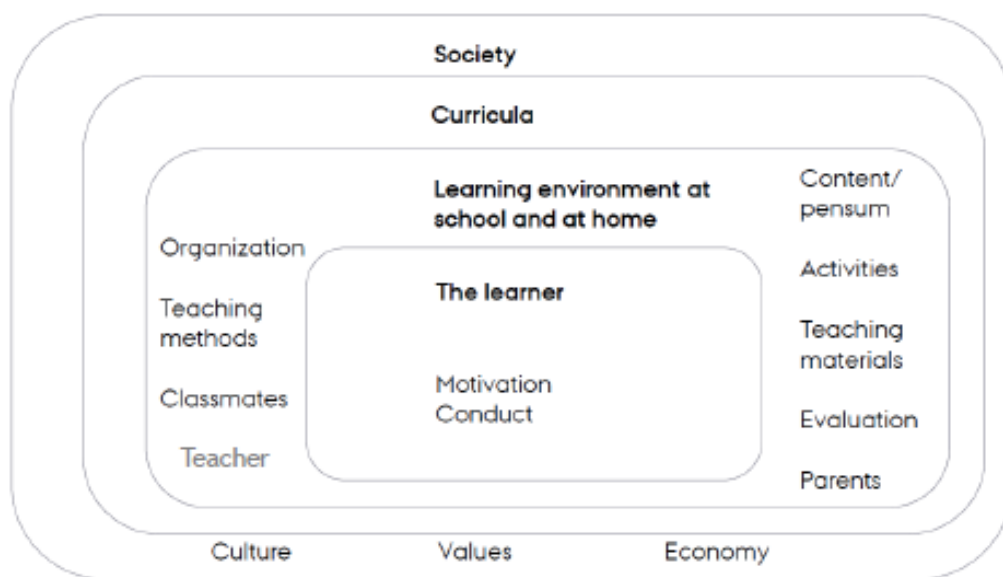 Society
Curricula
Learning environment at
school and at home
Content/
pensum
Organization
Activities
The learner
Teaching
methods
Teaching
materials
Motivation
Conduct
Classmates
Evaluation
Teacher
Parents
Culture
Values
Economy